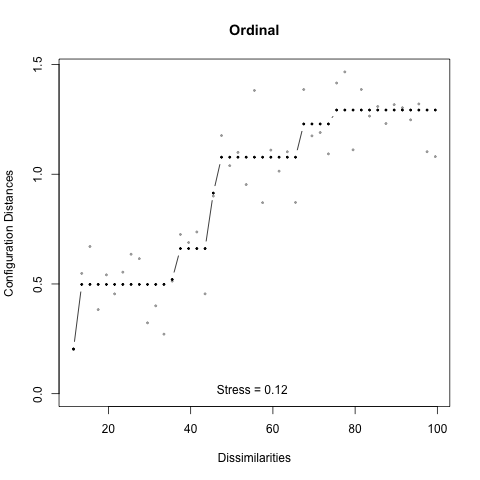 Ordinal
Configuration Distances
1.5
1.0
0.5
0.0
Stress = 0.12
20 40 60 80 100
Dissimilarities